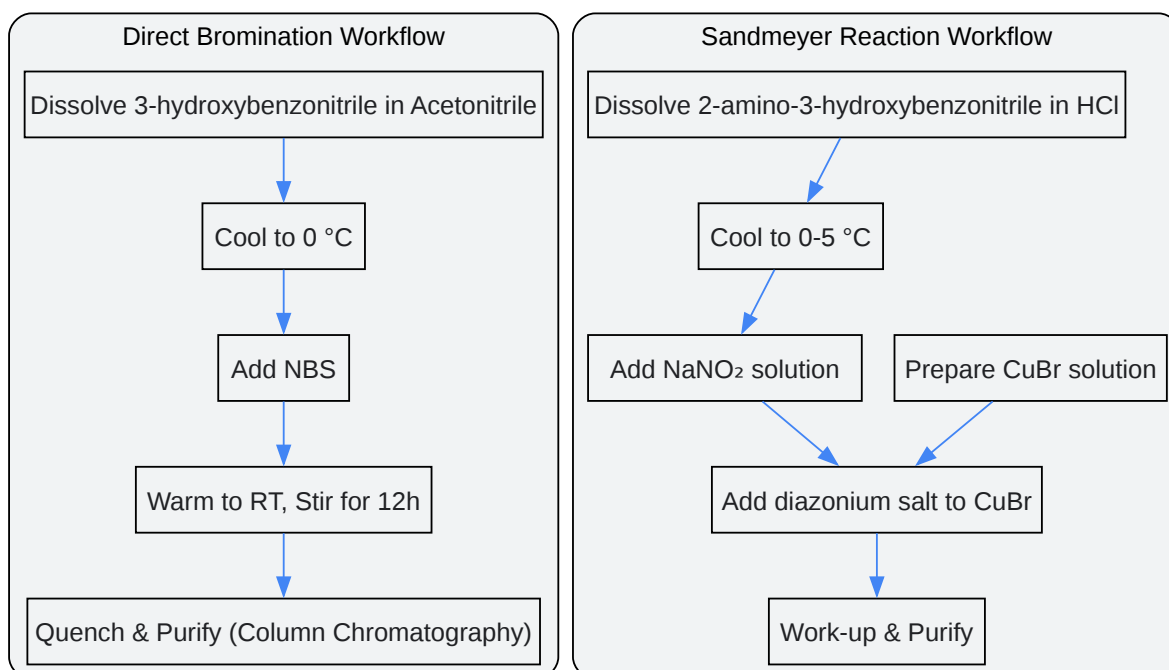 Direct Bromination Workflow
Dissolve 3-hydroxybenzonitrile in Acetonitrile
Cool to 0 °C
Add NBS
Warm to RT, Stir for 12h
Quench & Purify (Column Chromatography)
Sandmeyer Reaction Workflow
Dissolve 2-amino-3-hydroxybenzonitrile in HCl
Cool to 0-5 °C
Add NaNO₂ solution
Prepare CuBr solution
Add diazonium salt to CuBr
Work-up & Purify